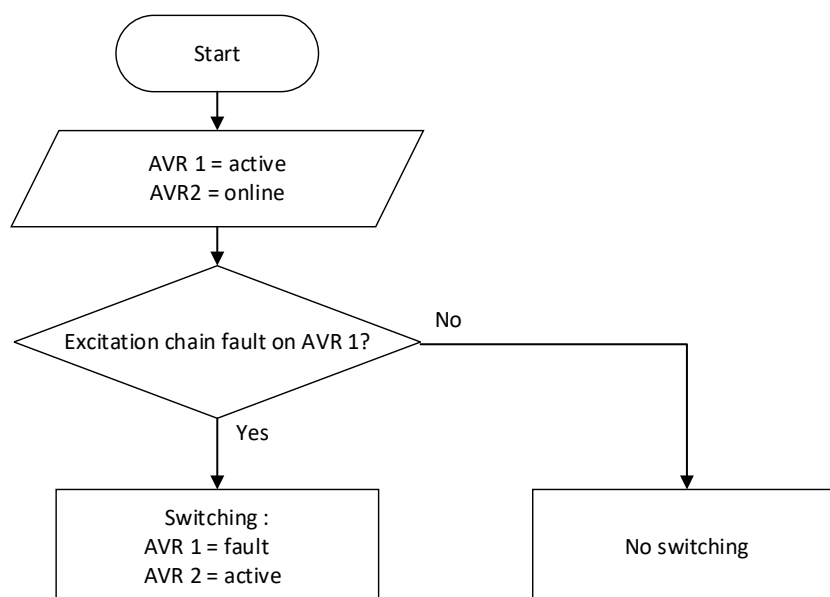 Start
AVR 1 = active
AVR2 = online
Excitation chain fault on AVR 1?
No
Yes
Switching :
AVR 1 = fault
AVR 2 = active
No switching